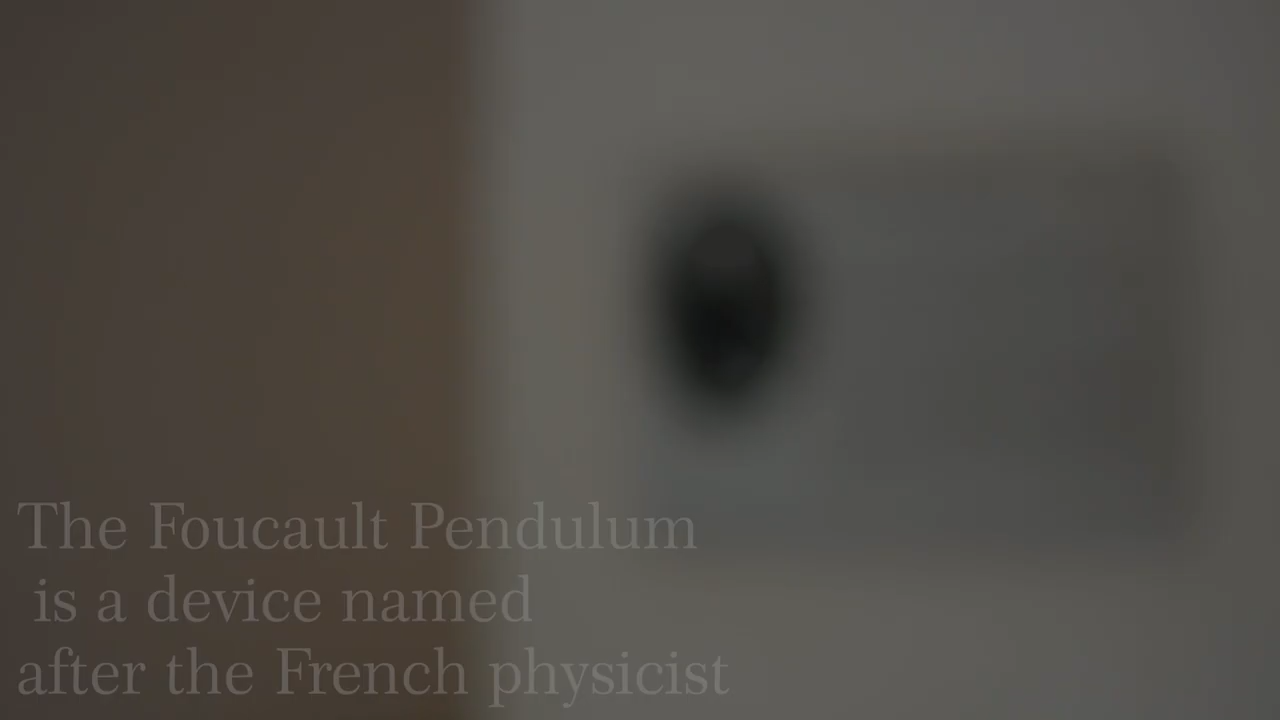 The Foucault Pendulum
is a device named
after the French physicist